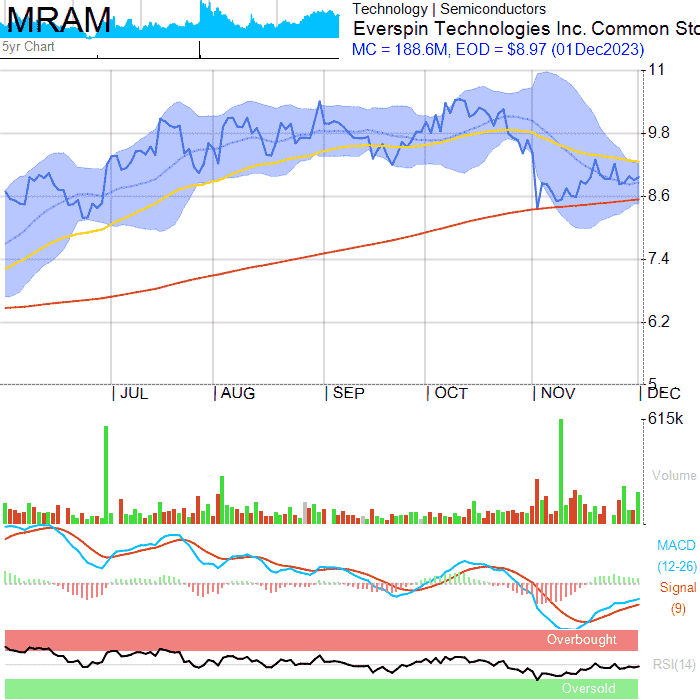 MRAM
5yr Chart
Technology | Semiconductors
Everspin Technologies Inc. Common Sto
MC = 188.6M, EOD = $8.97 (01Dec2023)
11
9.8
8.6
7.4
6.2
5
JUL AUG SEP OCT NOV DEC
615k
Volume
MACD
(12-26)
Signal
(9)
Overbought
RSI(14)
Oversold